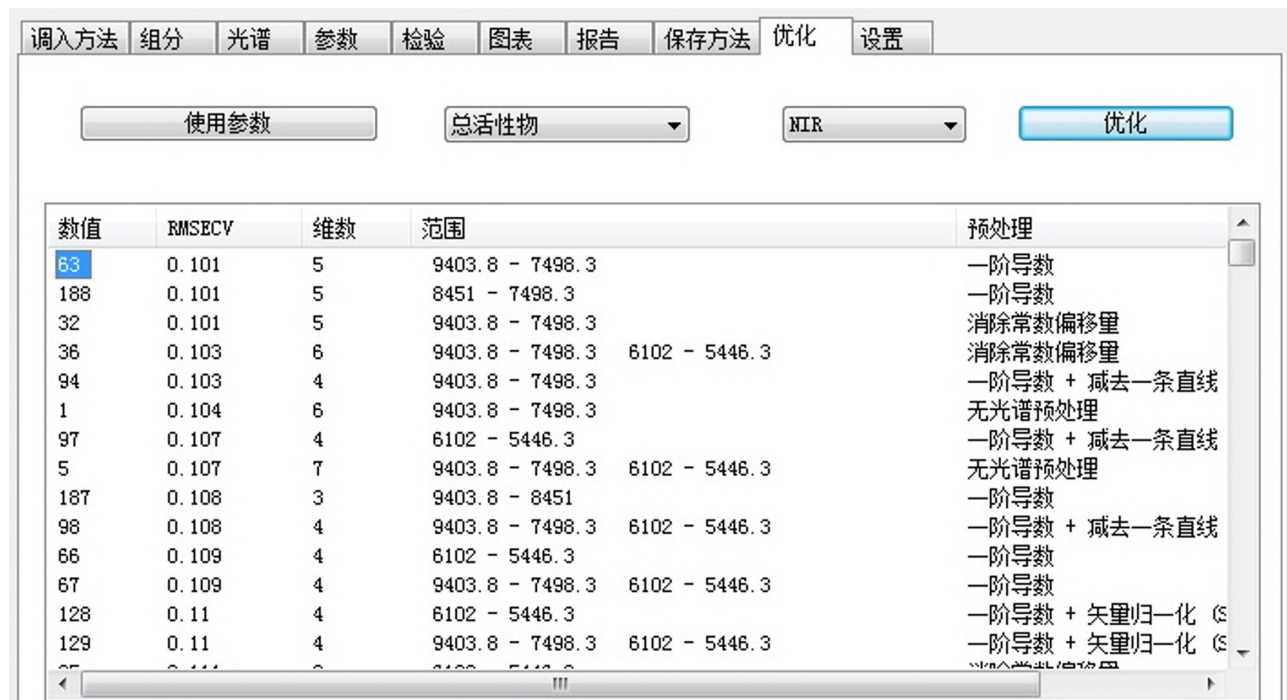 调入方法 组分 光谱 参数 检验 图表 报告 保存方法 优化 设置
使用参数 总活性物 NIR 优化
数值 RMSECV 维数 范围 预处理
63 0.101 5 9403.8 - 7498.3 一阶导数
188 0.101 5 8451 - 7498.3 一阶导数
32 0.101 5 9403.8 - 7498.3 消除常数偏移量
36 0.103 6 9403.8 - 7498.3 6102 - 5446.3 消除常数偏移量
94 0.103 4 9403.8 - 7498.3 一阶导数 + 减去一条直线
1 0.104 6 9403.8 - 7498.3 无光谱预处理
97 0.107 4 6102 - 5446.3 一阶导数 + 减去一条直线
5 0.107 7 9403.8 - 7498.3 6102 - 5446.3 无光谱预处理
187 0.108 3 9403.8 - 8451 一阶导数
98 0.108 4 9403.8 - 7498.3 6102 - 5446.3 一阶导数 + 减去一条直线
66 0.109 4 6102 - 5446.3 一阶导数
67 0.109 4 9403.8 - 7498.3 6102 - 5446.3 一阶导数
128 0.11 4 6102 - 5446.3 一阶导数 + 矢量归一化 (S
129 0.11 4 9403.8 - 7498.3 6102 - 5446.3 一阶导数 + 矢量归一化 (S